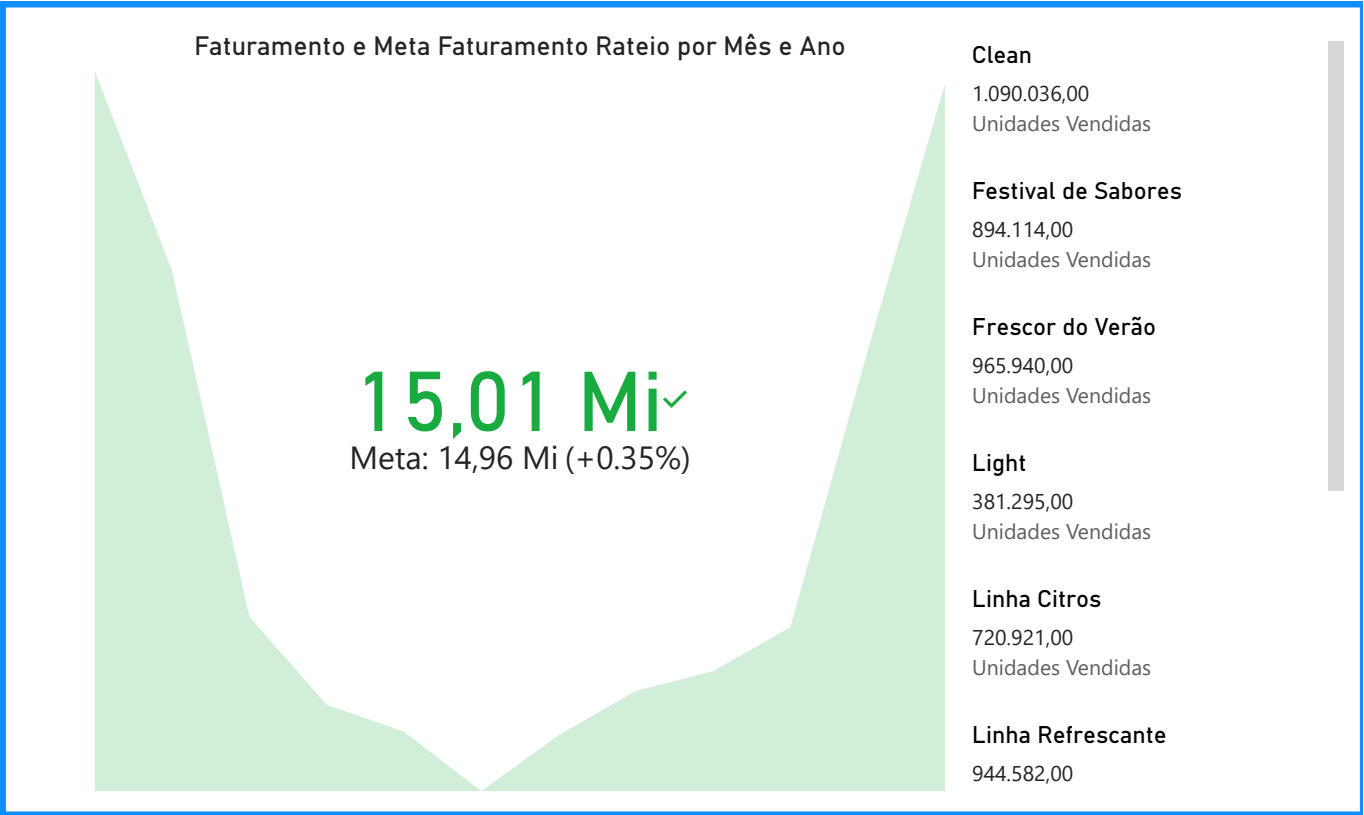 Faturamento e Meta Faturamento Rateio por Mês e Ano
15,01 Mi✓
Meta: 14,96 Mi (+0.35%)
Clean
1.090.036,00
Unidades Vendidas
Festival de Sabores
894.114,00
Unidades Vendidas
Frescor do Verão
965.940,00
Unidades Vendidas
Light
381.295,00
Unidades Vendidas
Linha Citros
720.921,00
Unidades Vendidas
Linha Refrescante
944.582,00